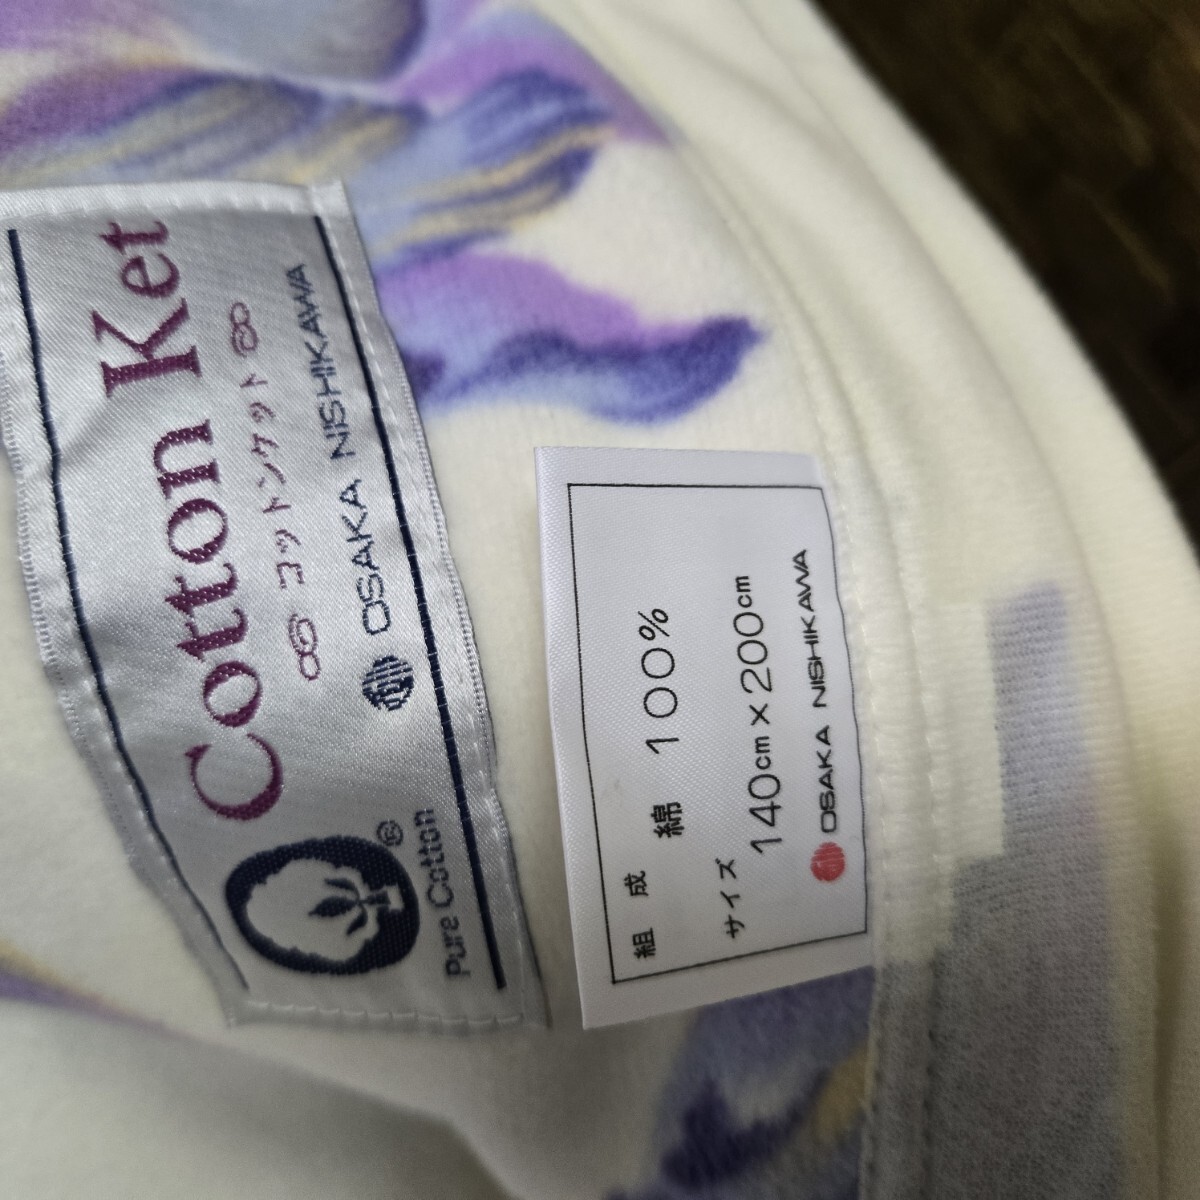 Cotton Ket
コットンケット
OSAKA NISHIKAWA
®
Pure Cotton
組成
綿 100%
サイズ
140cm×200cm
OSAKA NISHIKAWA